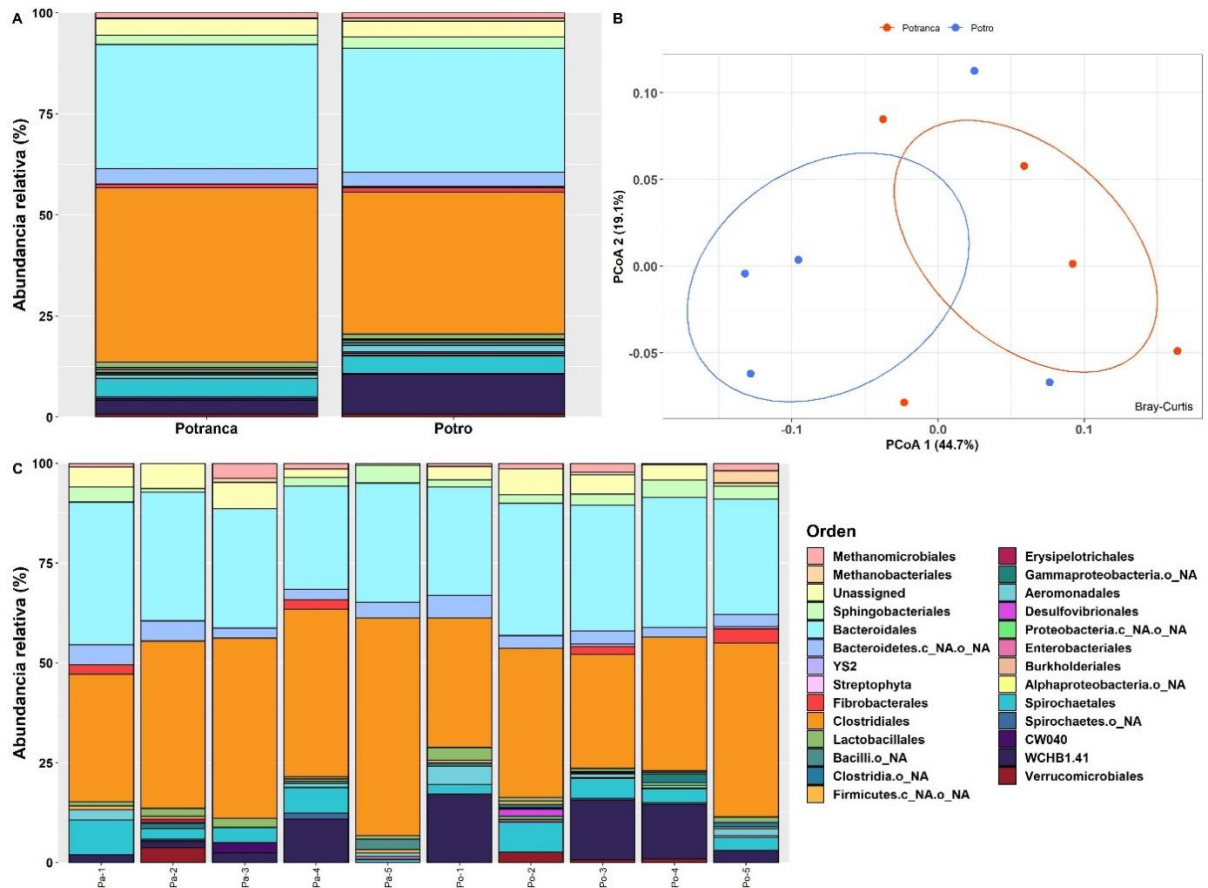 A
100
75
50
25
0
Abundancia relativa (%)
Potranca
Potro
B
Potranca Potro
0.10
0.05
0.00
-0.05
PCoA 2 (19.1%)
-0.1 0.0 0.1
PCoA 1 (44.7%)
Bray-Curtis
C
100
75
50
25
0
Abundancia relativa (%)
Pa-1
Pa-2
Pa-3
Pa-4
Pa-5
Po-1
Po-2
Po-3
Po-4
Po-5
Orden
Methanomicrobiales
Methanobacteriales
Unassigned
Sphingobacteriales
Bacteroidales
Bacteroidetes.c_NA.o_NA
YS2
Streptophyta
Fibrobacterales
Clostridiales
Lactobacillales
Bacilli.o_NA
Clostridia.o_NA
Firmicutes.c_NA.o_NA
Erysipelotrichales
Gammaproteobacteria.o_NA
Aeromonadales
Desulfovibrionales
Proteobacteria.c_NA.o_NA
Enterobacteriales
Burkholderiales
Alphaproteobacteria.o_NA
Spirochaetales
Spirochaetes.o_NA
CW040
WCHB1.41
Verrucomicrobiales